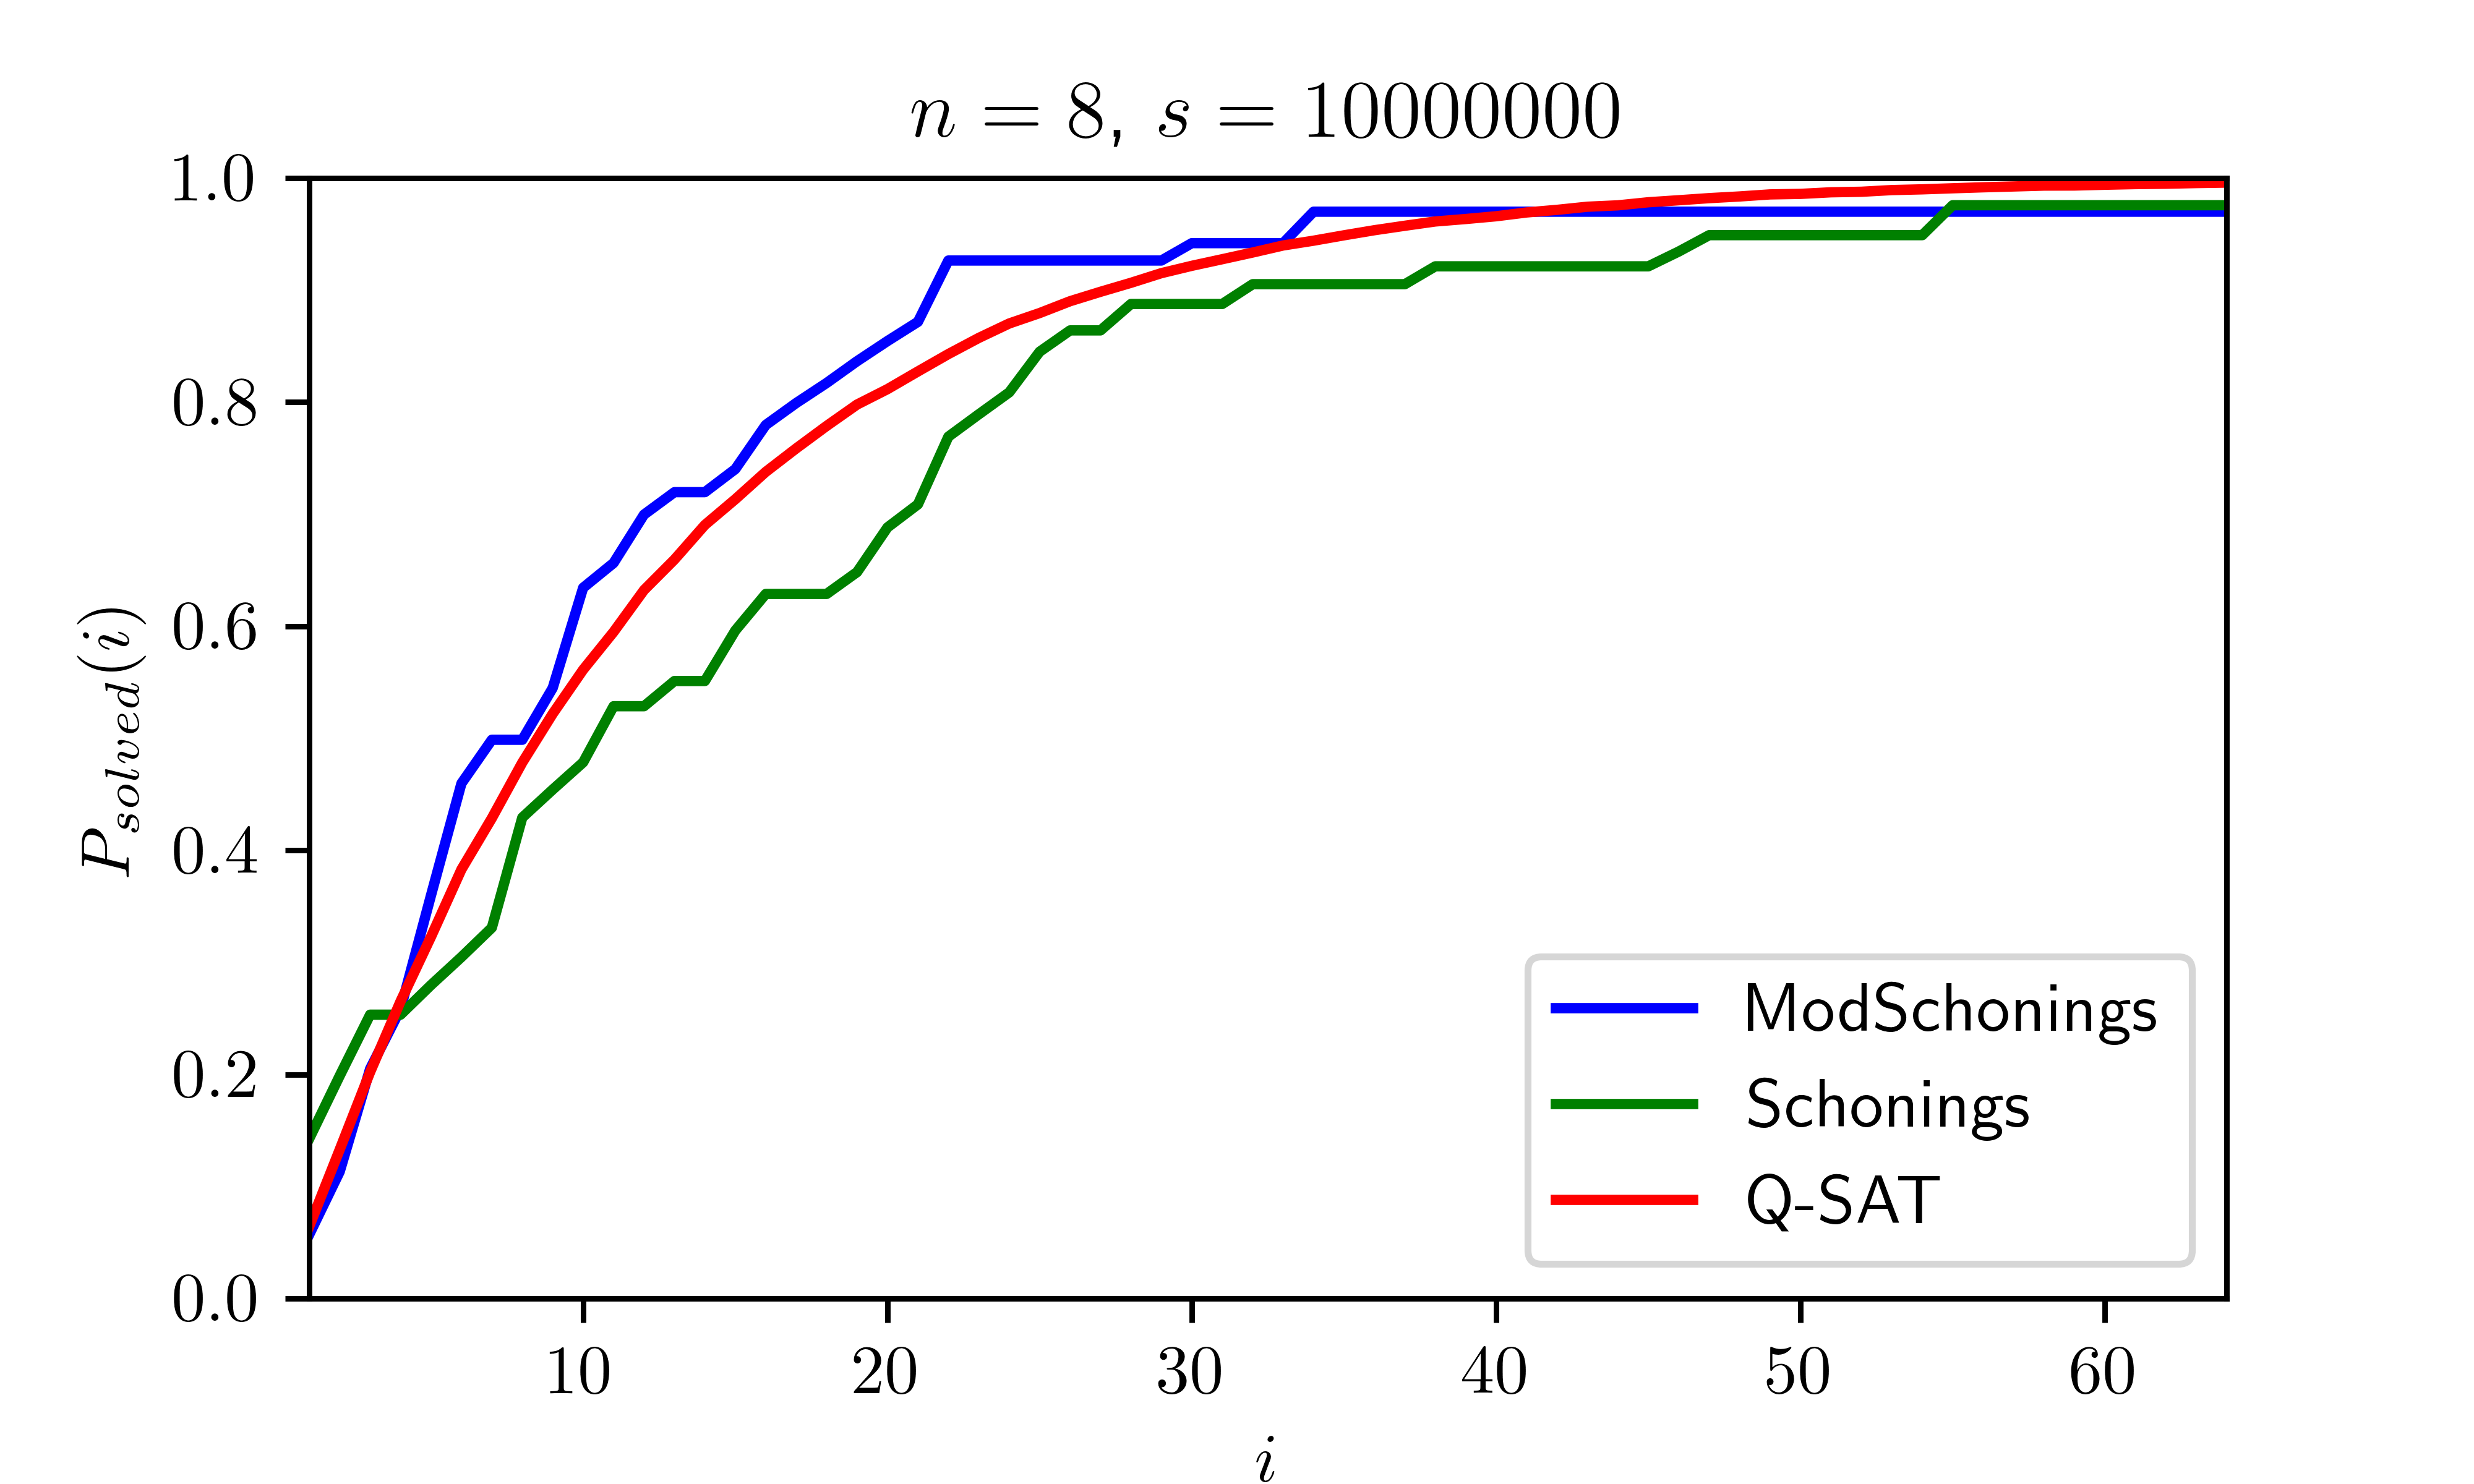 n = 8, s = 10000000
1.0
0.8
0.6
0.4
0.2
0.0
P_solved(i)
10 20 30 40 50 60
i
ModSchonings
Schonings
Q-SAT